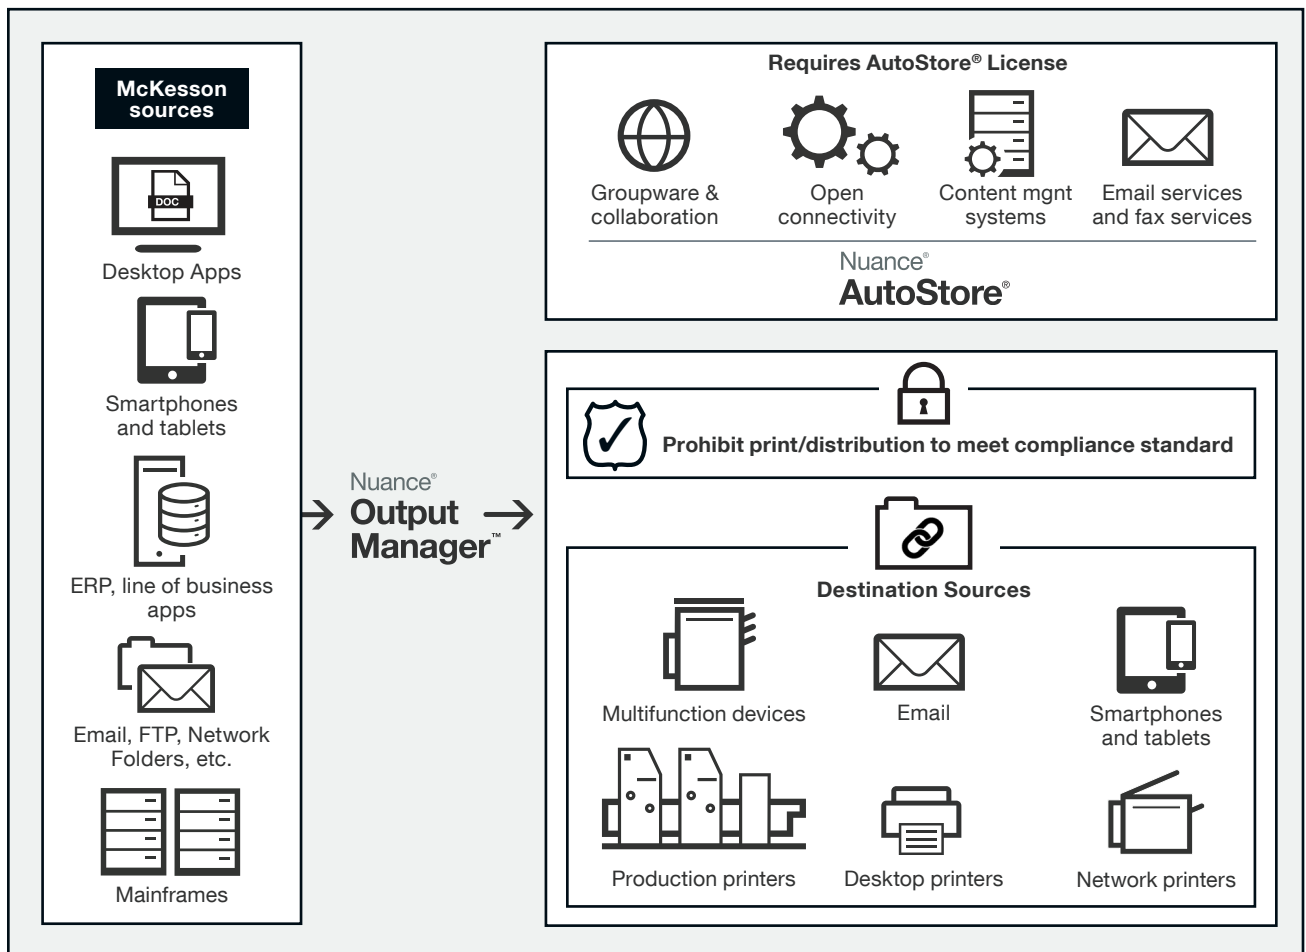 McKesson
sources
DOC
Desktop Apps
Smartphones
and tablets
ERP, line of business
apps
Email, FTP, Network
Folders, etc.
Mainframes
Nuance®
Output
Manager™
Requires AutoStore® License
Groupware &
collaboration
Open
connectivity
Content mgnt
systems
Email services
and fax services
Nuance®
AutoStore®
Prohibit print/distribution to meet compliance standard
Destination Sources
Multifunction devices
Email
Smartphones
and tablets
Production printers
Desktop printers
Network printers